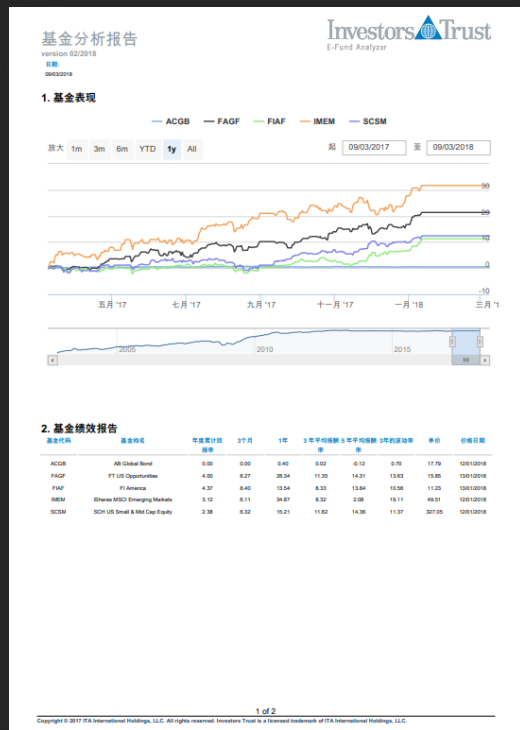 基金分析报告
version 02/2018
日期:
09/03/2018
Investors Trust
E-Fund Analyzer
1. 基金表现
ACGB FAGF FIAF IMEM SCSM
放大 1m 3m 6m YTD 1y All 起 09/03/2017 至 09/03/2018
30
20
10
0
-10
五月 '17 七月 '17 九月 '17 十一月 '17 一月 '18 三月 '1
2005 2010 2015
2. 基金绩效报告
基金代码 基金性名 年度累计回报率 3个月 1年 3 年平均报酬率 5 年平均报酬率 3年的波动率 单价 价格日期
ACGB AB Global Bond 0.00 0.00 0.40 0.02 -0.12 0.70 17.79 12/01/2018
FAGF FT US Opportunities 4.00 8.27 28.34 11.35 14.31 13.63 15.85 13/01/2018
FIAF FI America 4.37 8.40 13.54 8.33 13.84 10.56 11.23 13/01/2018
IMEM iShares MSCI Emerging Markets 3.12 6.11 34.87 8.32 2.08 19.11 49.51 12/01/2018
SCSM SCH US Small & Mid Cap Equity 2.38 6.32 15.21 11.62 14.36 11.37 327.05 12/01/2018
1 of 2
Copyright © 2017 ITA International Holdings, LLC. All rights reserved. Investors Trust is a licensed trademark of ITA International Holdings, LLC.